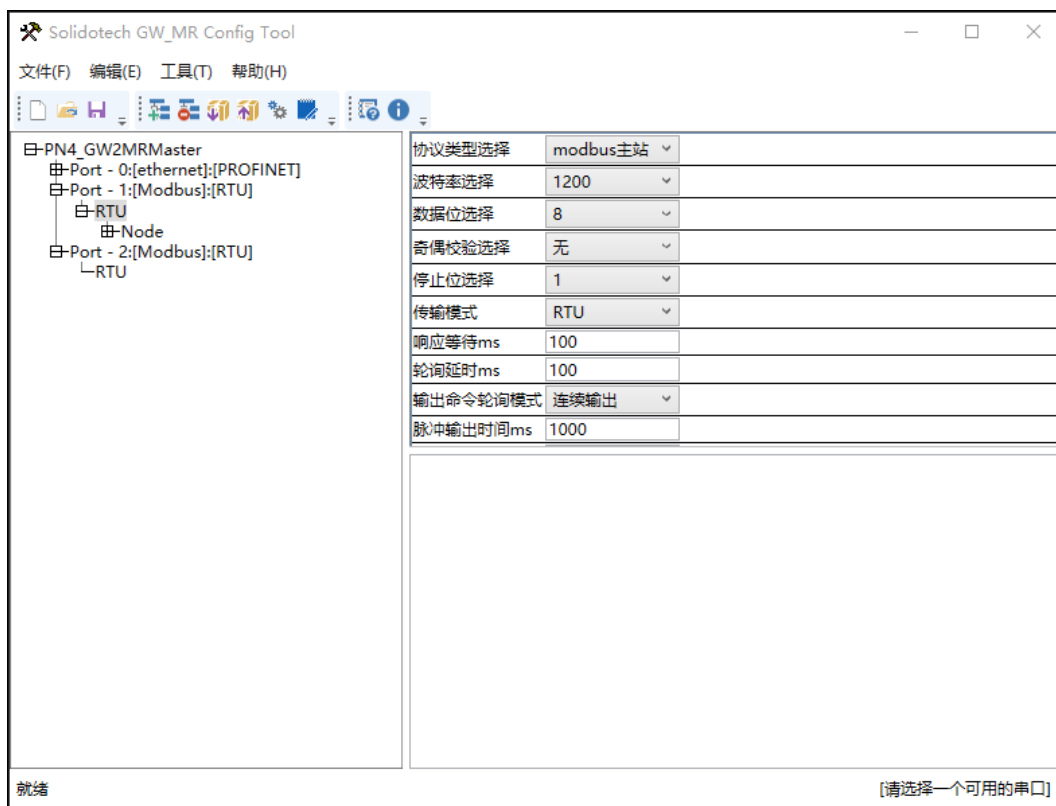 Solidotech GW_MR Config Tool
文件(F) 编辑(E) 工具(T) 帮助(H)
PN4_GW2MRMaster
Port - 0:[ethernet]:[PROFINET]
Port - 1:[Modbus]:[RTU]
RTU
Node
Port - 2:[Modbus]:[RTU]
RTU
协议类型选择 modbus主站
波特率选择 1200
数据位选择 8
奇偶校验选择 无
停止位选择 1
传输模式 RTU
响应等待ms 100
轮询延时ms 100
输出命令轮询模式 连续输出
脉冲输出时间ms 1000
就绪 [请选择一个可用的串口]